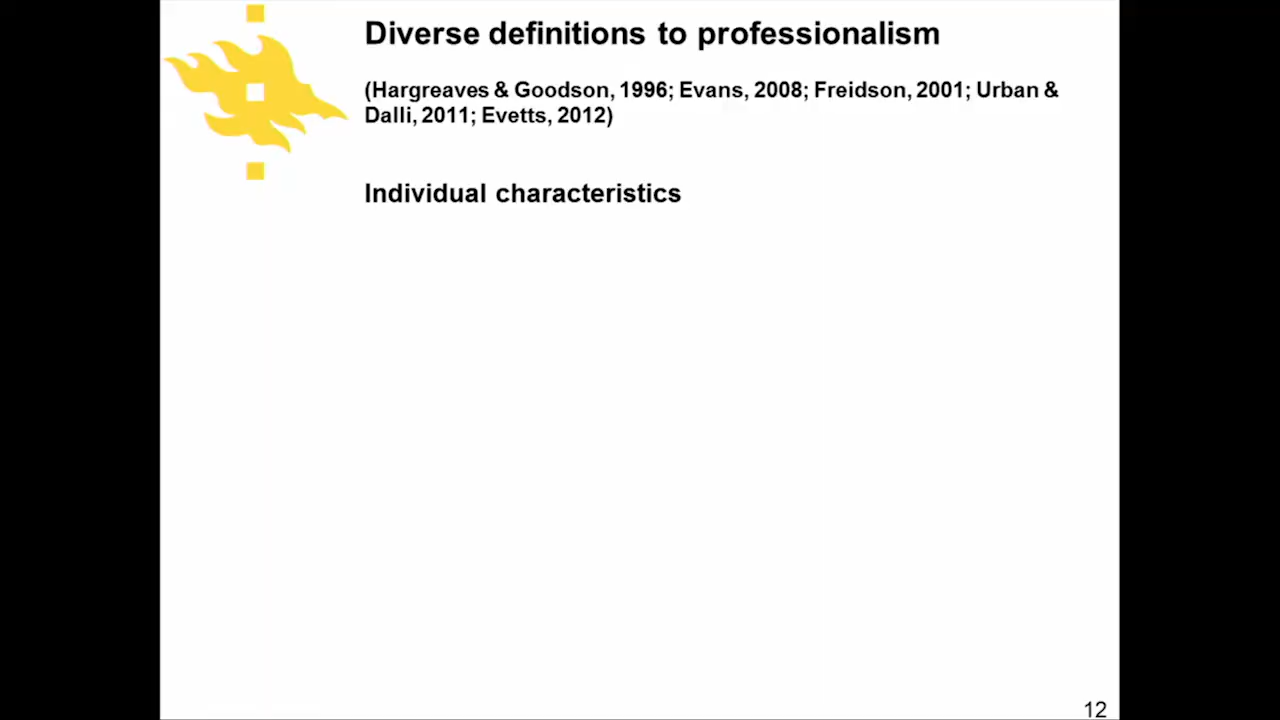 Diverse definitions to professionalism
(Hargreaves & Goodson, 1996; Evans, 2008; Freidson, 2001; Urban &
Dalli, 2011; Evetts, 2012)
Individual characteristics
12